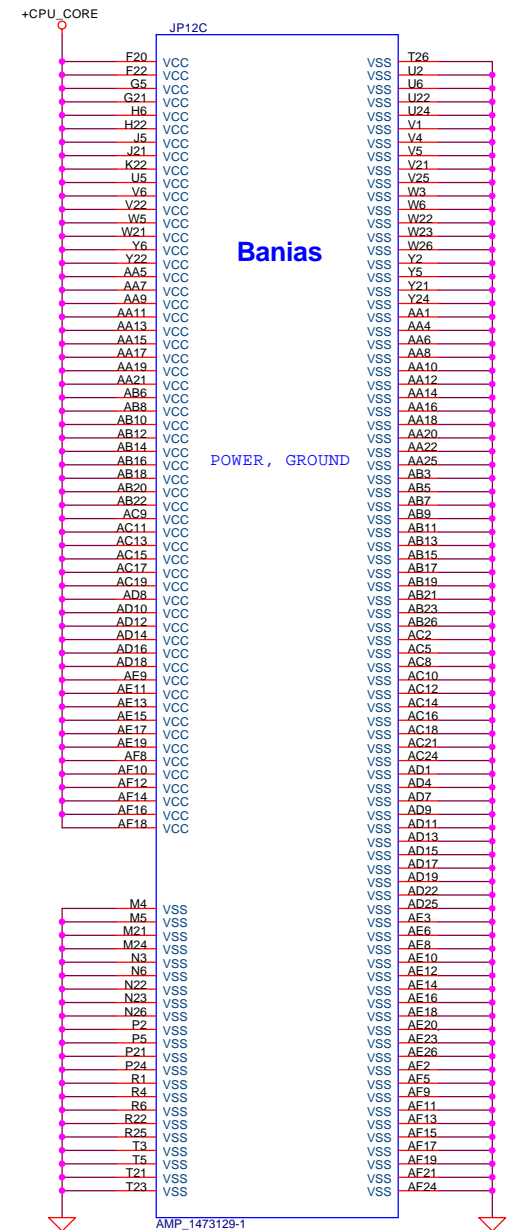 +CPU_CORE
JP12C
F20 VCC VSS T26
F22 VCC VSS U2
G5 VCC VSS U6
G21 VCC VSS U22
H6 VCC VSS U24
H22 VCC VSS V1
J5 VCC VSS V4
J21 VCC VSS V5
K22 VCC VSS V21
U5 VCC VSS V25
V6 VCC VSS W3
V22 VCC VSS W6
W5 VCC VSS W22
W21 VCC VSS W23
Y6 VCC Banias VSS W26
Y22 VCC VSS Y2
AA5 VCC VSS Y5
AA7 VCC VSS Y21
AA9 VCC VSS Y24
AA11 VCC VSS AA1
AA13 VCC VSS AA4
AA15 VCC VSS AA6
AA17 VCC VSS AA8
AA19 VCC VSS AA10
AA21 VCC VSS AA12
AB6 VCC VSS AA14
AB8 VCC VSS AA16
AB10 VCC VSS AA18
AB12 VCC VSS AA20
AB14 VCC VSS AA22
AB16 VCC POWER, GROUND VSS AA25
AB18 VCC VSS AB3
AB20 VCC VSS AB5
AB22 VCC VSS AB7
AC9 VCC VSS AB9
AC11 VCC VSS AB11
AC13 VCC VSS AB13
AC15 VCC VSS AB15
AC17 VCC VSS AB17
AC19 VCC VSS AB19
AD8 VCC VSS AB21
AD10 VCC VSS AB23
AD12 VCC VSS AB26
AD14 VCC VSS AC2
AD16 VCC VSS AC5
AD18 VCC VSS AC8
AE9 VCC VSS AC10
AE11 VCC VSS AC12
AE13 VCC VSS AC14
AE15 VCC VSS AC16
AE17 VCC VSS AC18
AE19 VCC VSS AC21
AF8 VCC VSS AC24
AF10 VCC VSS AD1
AF12 VCC VSS AD4
AF14 VCC VSS AD7
AF16 VCC VSS AD9
AF18 VCC VSS AD11
VSS AD13
VSS AD15
VSS AD17
VSS AD19
VSS AD22
M4 VSS VSS AD25
M5 VSS VSS AE3
M21 VSS VSS AE6
M24 VSS VSS AE8
N3 VSS VSS AE10
N6 VSS VSS AE12
N22 VSS VSS AE14
N23 VSS VSS AE16
N26 VSS VSS AE18
P2 VSS VSS AE20
P5 VSS VSS AE23
P21 VSS VSS AE26
P24 VSS VSS AF2
R1 VSS VSS AF5
R4 VSS VSS AF9
R6 VSS VSS AF11
R22 VSS VSS AF13
R25 VSS VSS AF15
T3 VSS VSS AF17
T5 VSS VSS AF19
T21 VSS VSS AF21
T23 VSS VSS AF24
AMP_1473129-1